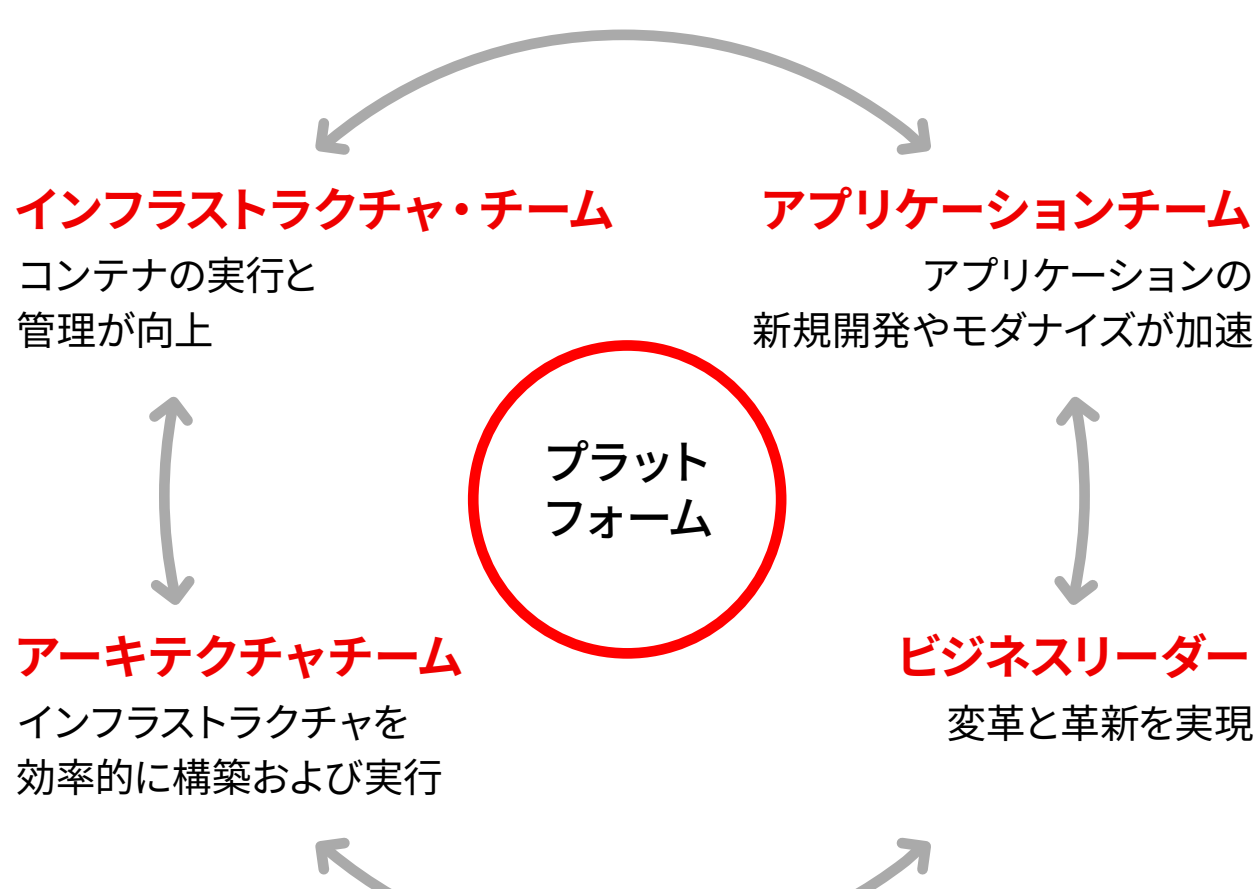 インフラストラクチャ・チーム
コンテナの実行と
管理が向上
アプリケーションチーム
アプリケーションの
新規開発やモダナイズが加速
プラット
フォーム
アーキテクチャチーム
インフラストラクチャを
効率的に構築および実行
ビジネスリーダー
変革と革新を実現